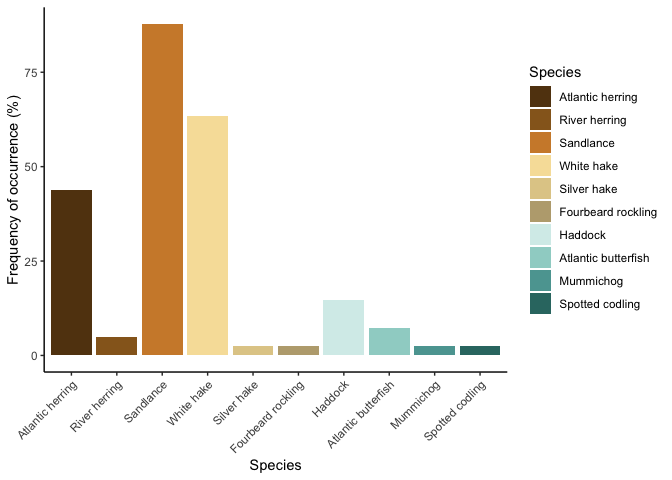 Frequency of occurrence (%)
75
50
25
0
Atlantic herring
River herring
Sandlance
White hake
Silver hake
Fourbeard rockling
Haddock
Atlantic butterfish
Mummichog
Spotted codling
Species
Species
Atlantic herring
River herring
Sandlance
White hake
Silver hake
Fourbeard rockling
Haddock
Atlantic butterfish
Mummichog
Spotted codling